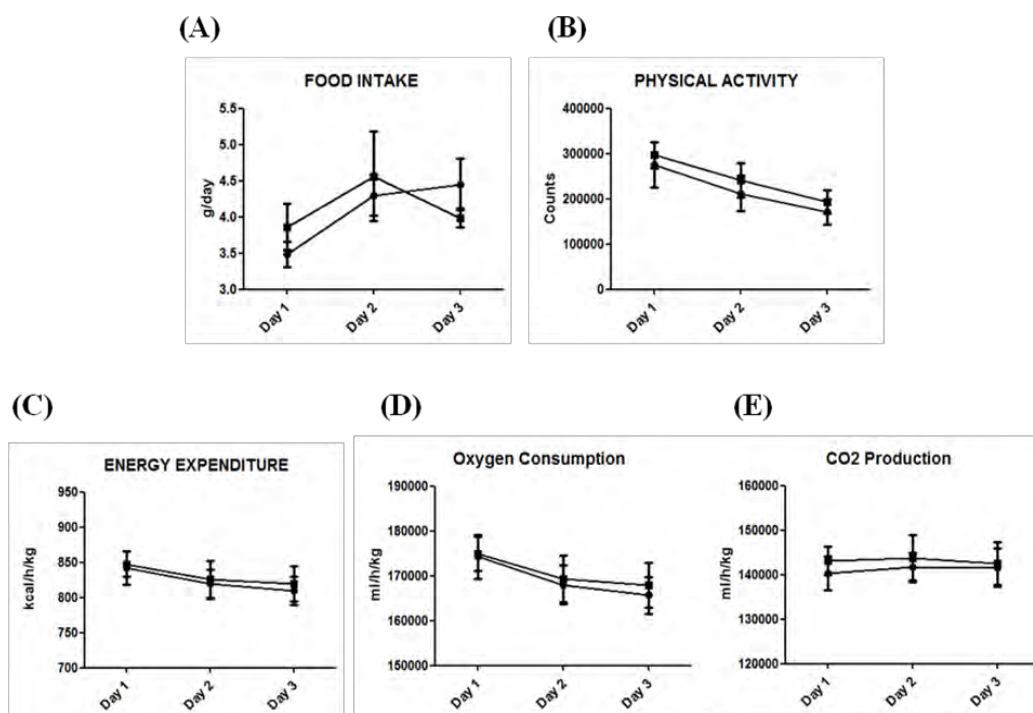 (A)
FOOD INTAKE
5.5
5.0
4.5
4.0
3.5
3.0
g/day
Day 1
Day 2
Day 3
(B)
PHYSICAL ACTIVITY
400000
300000
200000
100000
0
Counts
Day 1
Day 2
Day 3
(C)
ENERGY EXPENDITURE
950
900
850
800
750
700
kcal/h/kg
Day 1
Day 2
Day 3
(D)
Oxygen Consumption
190000
180000
170000
160000
150000
ml/h/kg
Day 1
Day 2
Day 3
(E)
CO2 Production
160000
150000
140000
130000
120000
ml/h/kg
Day 1
Day 2
Day 3